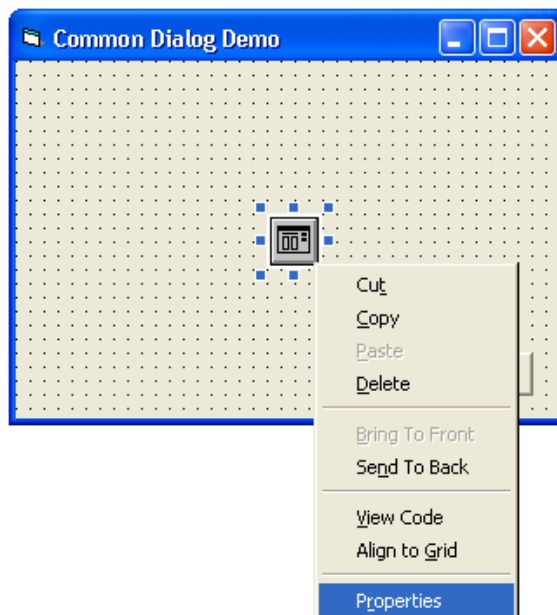 Common Dialog Demo
Cut
Copy
Paste
Delete
Bring To Front
Send To Back
View Code
Align to Grid
Properties